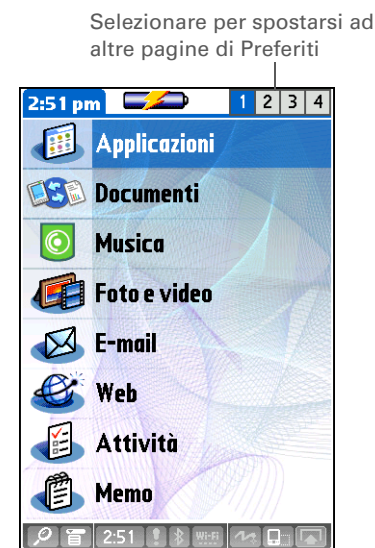 Selezionare per spostarsi ad
altre pagine di Preferiti
2:51 pm 1 2 3 4
Applicazioni
Documenti
Musica
Foto e video
E-mail
Web
Attività
Memo
2:51 Wi-Fi